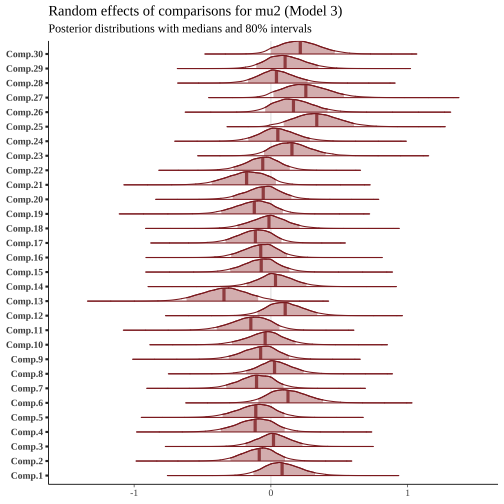 Random effects of comparisons for mu2 (Model 3)
Posterior distributions with medians and 80% intervals
Comp.30
Comp.29
Comp.28
Comp.27
Comp.26
Comp.25
Comp.24
Comp.23
Comp.22
Comp.21
Comp.20
Comp.19
Comp.18
Comp.17
Comp.16
Comp.15
Comp.14
Comp.13
Comp.12
Comp.11
Comp.10
Comp.9
Comp.8
Comp.7
Comp.6
Comp.5
Comp.4
Comp.3
Comp.2
Comp.1
-1 0 1